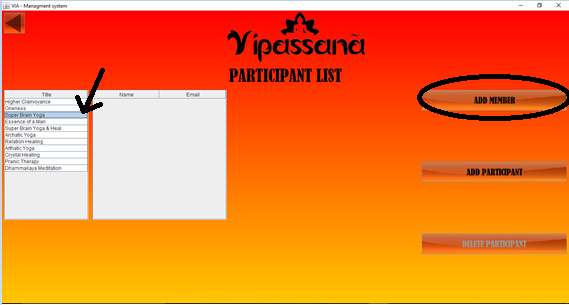 VIA - Managment system
Vipassanā
PARTICIPANT LIST
Title Name Email
Higher Clairvoyance
Oneness
Super Brain Yoga
Essence of a Man
Super Brain Yoga & Heal
Archatic Yoga
Relation Healing
Arthatic Yoga
Crystal Healing
Pranic Therapy
Dhammakaya Meditation
ADD MEMBER
ADD PARTICIPANT
DELETE PARTICIPANT